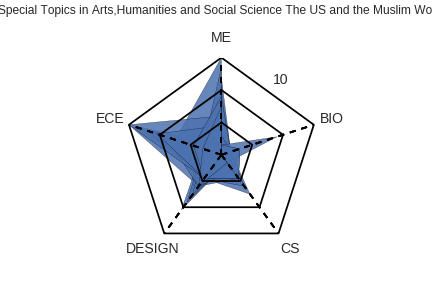 Special Topics in Arts,Humanities and Social Science The US and the Muslim Wo
ME
10
ECE
BIO
DESIGN
CS